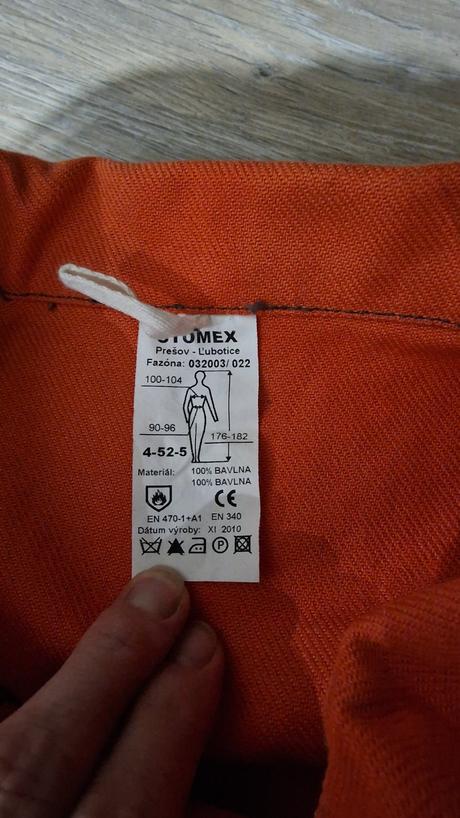 STOMEX
Prešov - Ľubotice
Fazóna: 032003/ 022
100-104
90-96
176-182
4-52-5
Materiál: 100% BAVLNA
100% BAVLNA
CE
EN 470-1+A1 EN 340
Dátum výroby: XI 2010
P